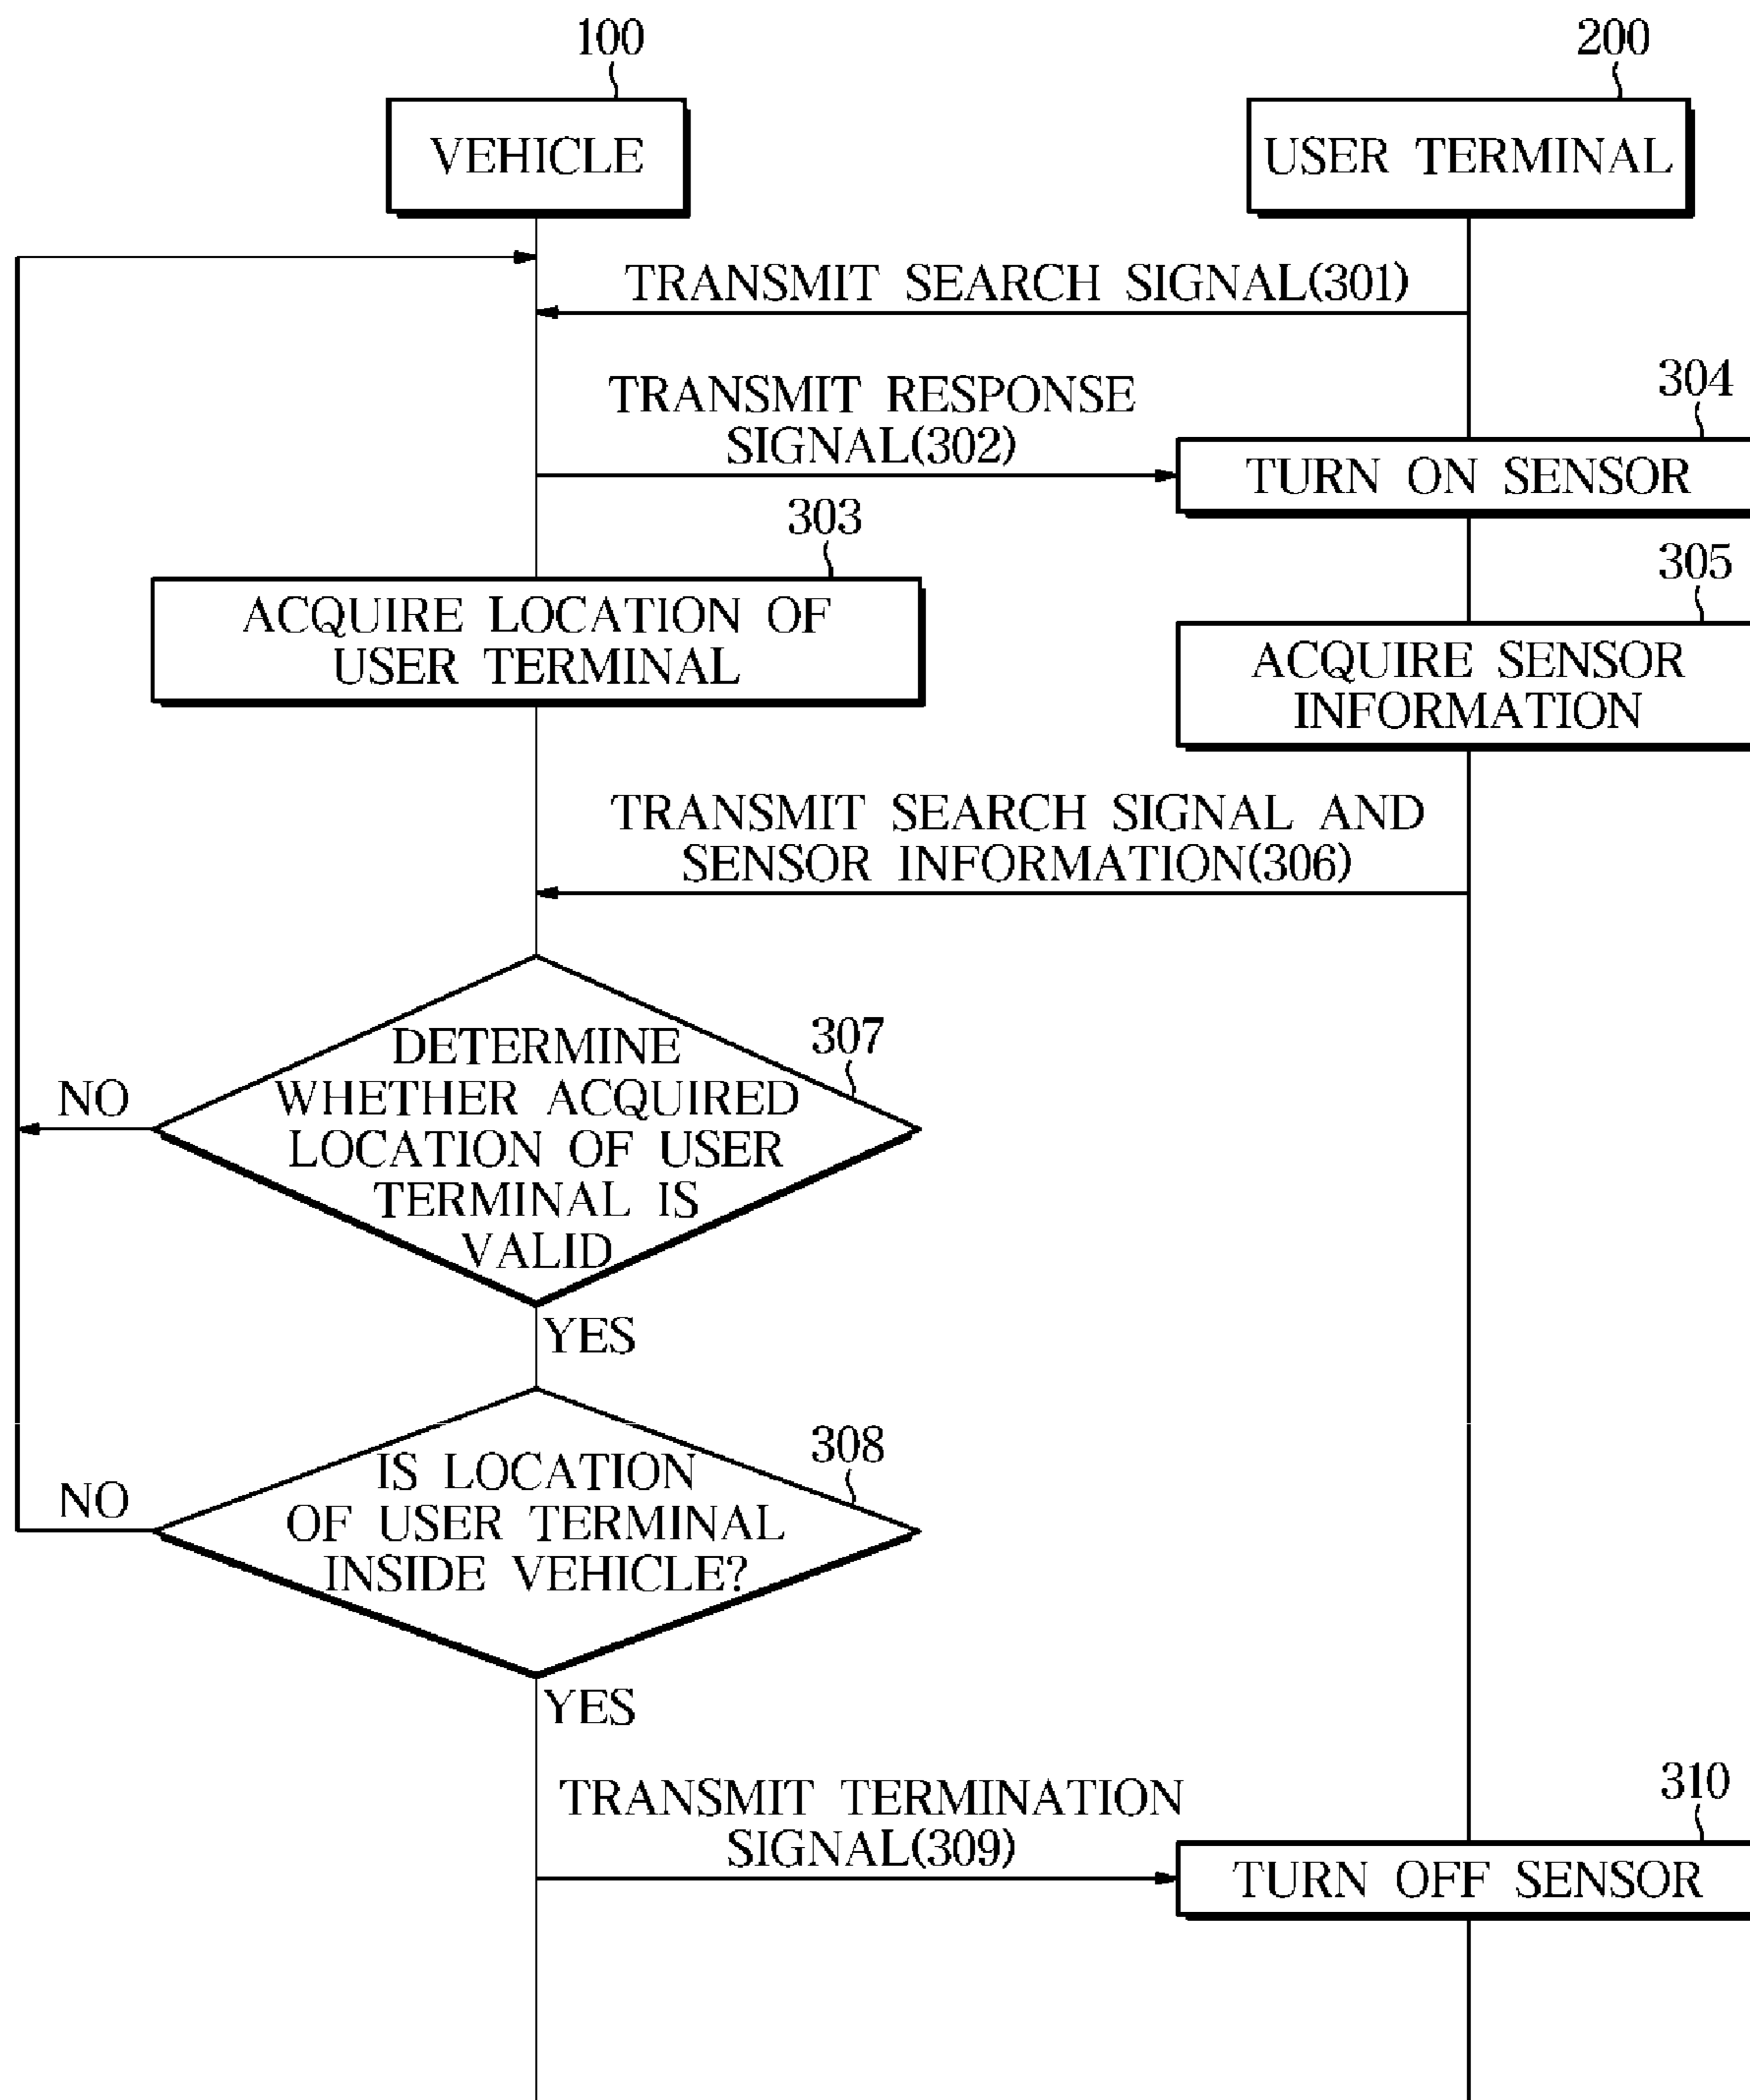 100
200
VEHICLE
USER TERMINAL
TRANSMIT SEARCH SIGNAL(301)
TRANSMIT RESPONSE
SIGNAL(302)
304
TURN ON SENSOR
303
ACQUIRE LOCATION OF
USER TERMINAL
305
ACQUIRE SENSOR
INFORMATION
TRANSMIT SEARCH SIGNAL AND
SENSOR INFORMATION(306)
307
DETERMINE
WHETHER ACQUIRED
LOCATION OF USER
TERMINAL IS
VALID
NO
YES
308
IS LOCATION
OF USER TERMINAL
INSIDE VEHICLE?
NO
YES
TRANSMIT TERMINATION
SIGNAL(309)
310
TURN OFF SENSOR